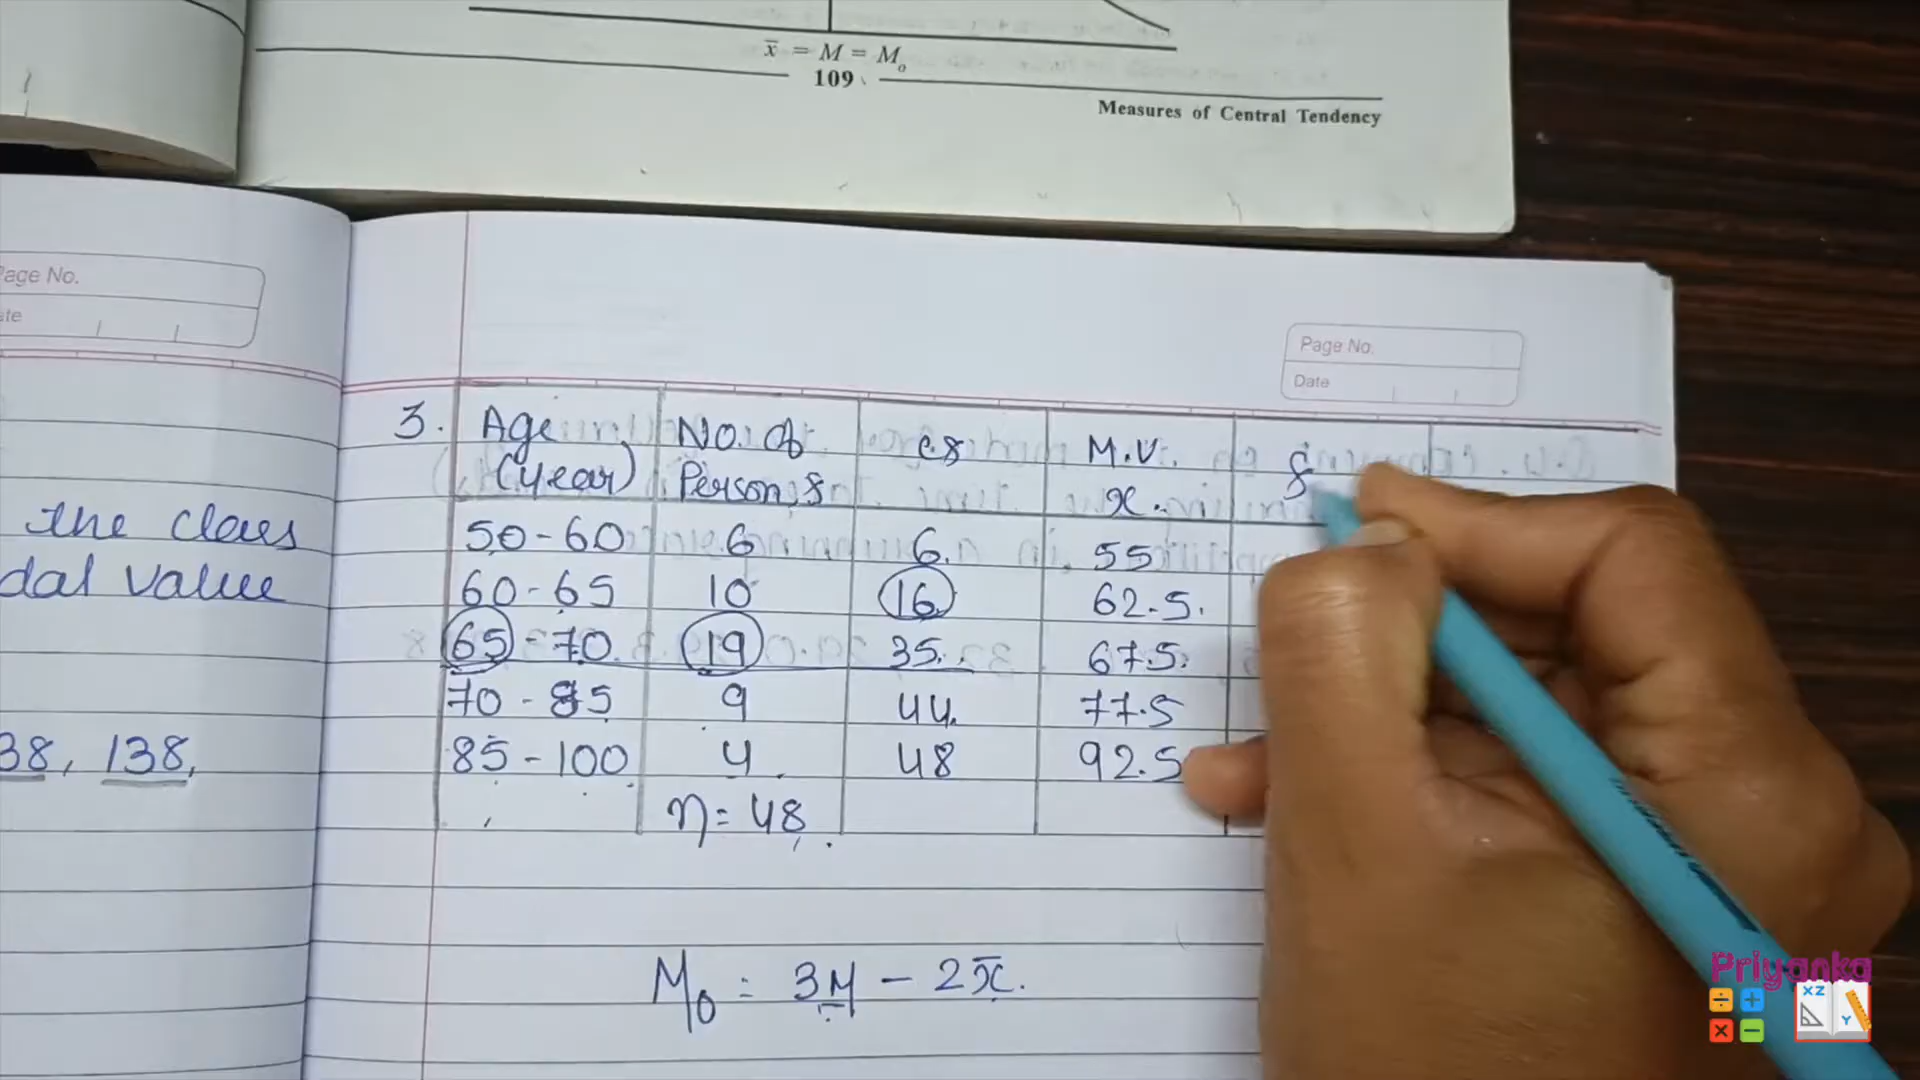 x̄ = M = Mo
109
Measures of Central Tendency
Page No.
Date
Page No.
the class
dal value
38, 138,
3. Age No. of cf M.V. f
(year) Persons, f x.
50-60 6 6. 55
60-65 10 16 62.5.
65-70 19 35. 67.5.
70-85 9 44. 77.5
85-100 4 48 92.5
n=48
Mo = 3M - 2x̄.
Priyanka
XZ
Y